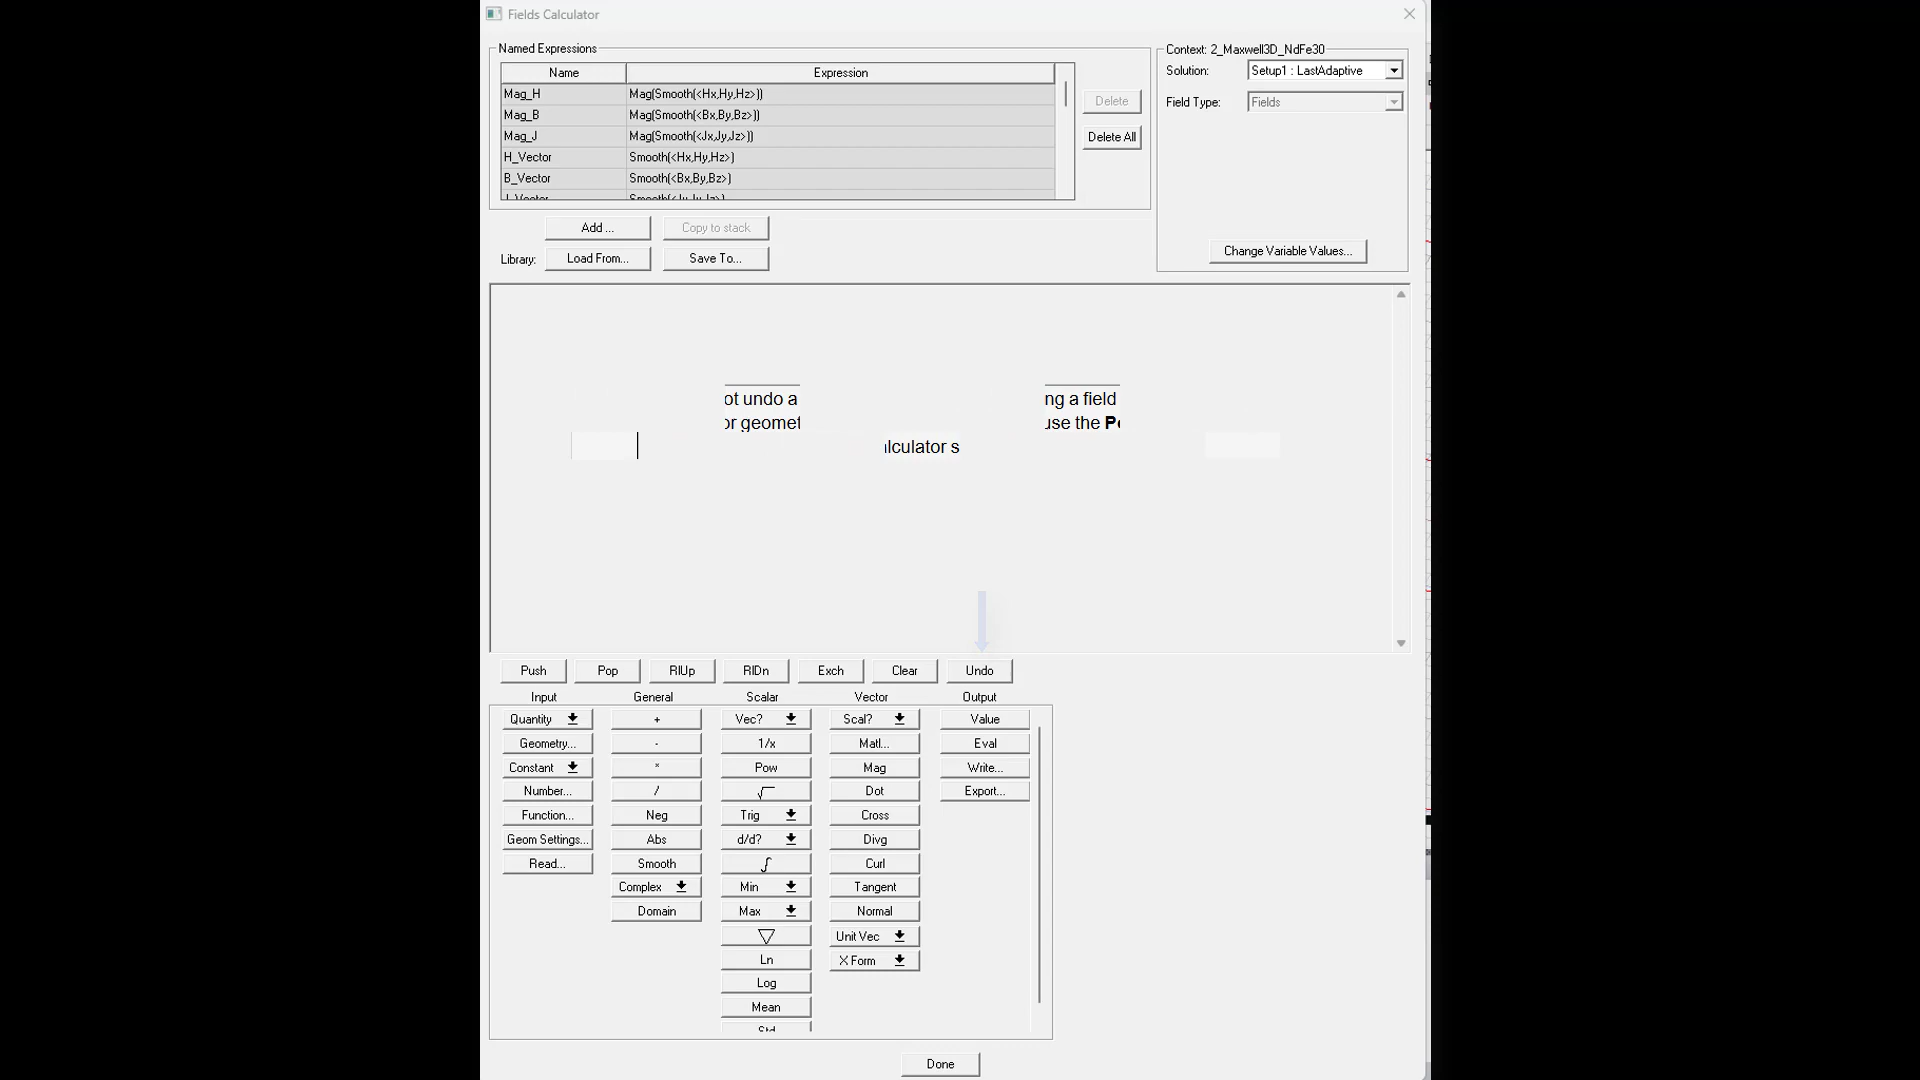 Fields Calculator
Named Expressions
Name Expression
Mag_H Mag(Smooth(<Hx,Hy,Hz>))
Mag_B Mag(Smooth(<Bx,By,Bz>))
Mag_J Mag(Smooth(<Jx,Jy,Jz>))
H_Vector Smooth(<Hx,Hy,Hz>)
B_Vector Smooth(<Bx,By,Bz>)
Delete
Delete All
Context: 2_Maxwell3D_NdFe30
Solution: Setup1 : LastAdaptive
Field Type: Fields
Change Variable Values...
Add ... Copy to stack
Library: Load From... Save To...
ot undo a ng a field
or geomet use the
lculator s
Push Pop RlUp RlDn Exch Clear Undo
Input General Scalar Vector Output
Quantity + Vec? Scal? Value
Geometry... - 1/x Matl... Eval
Constant * Pow Mag Write...
Number... / √ Dot Export...
Function... Neg Trig Cross
Geom Settings... Abs d/d? Divg
Read... Smooth ∫ Curl
Complex Min Tangent
Domain Max Normal
▽ Unit Vec
Ln X Form
Log
Mean
Done